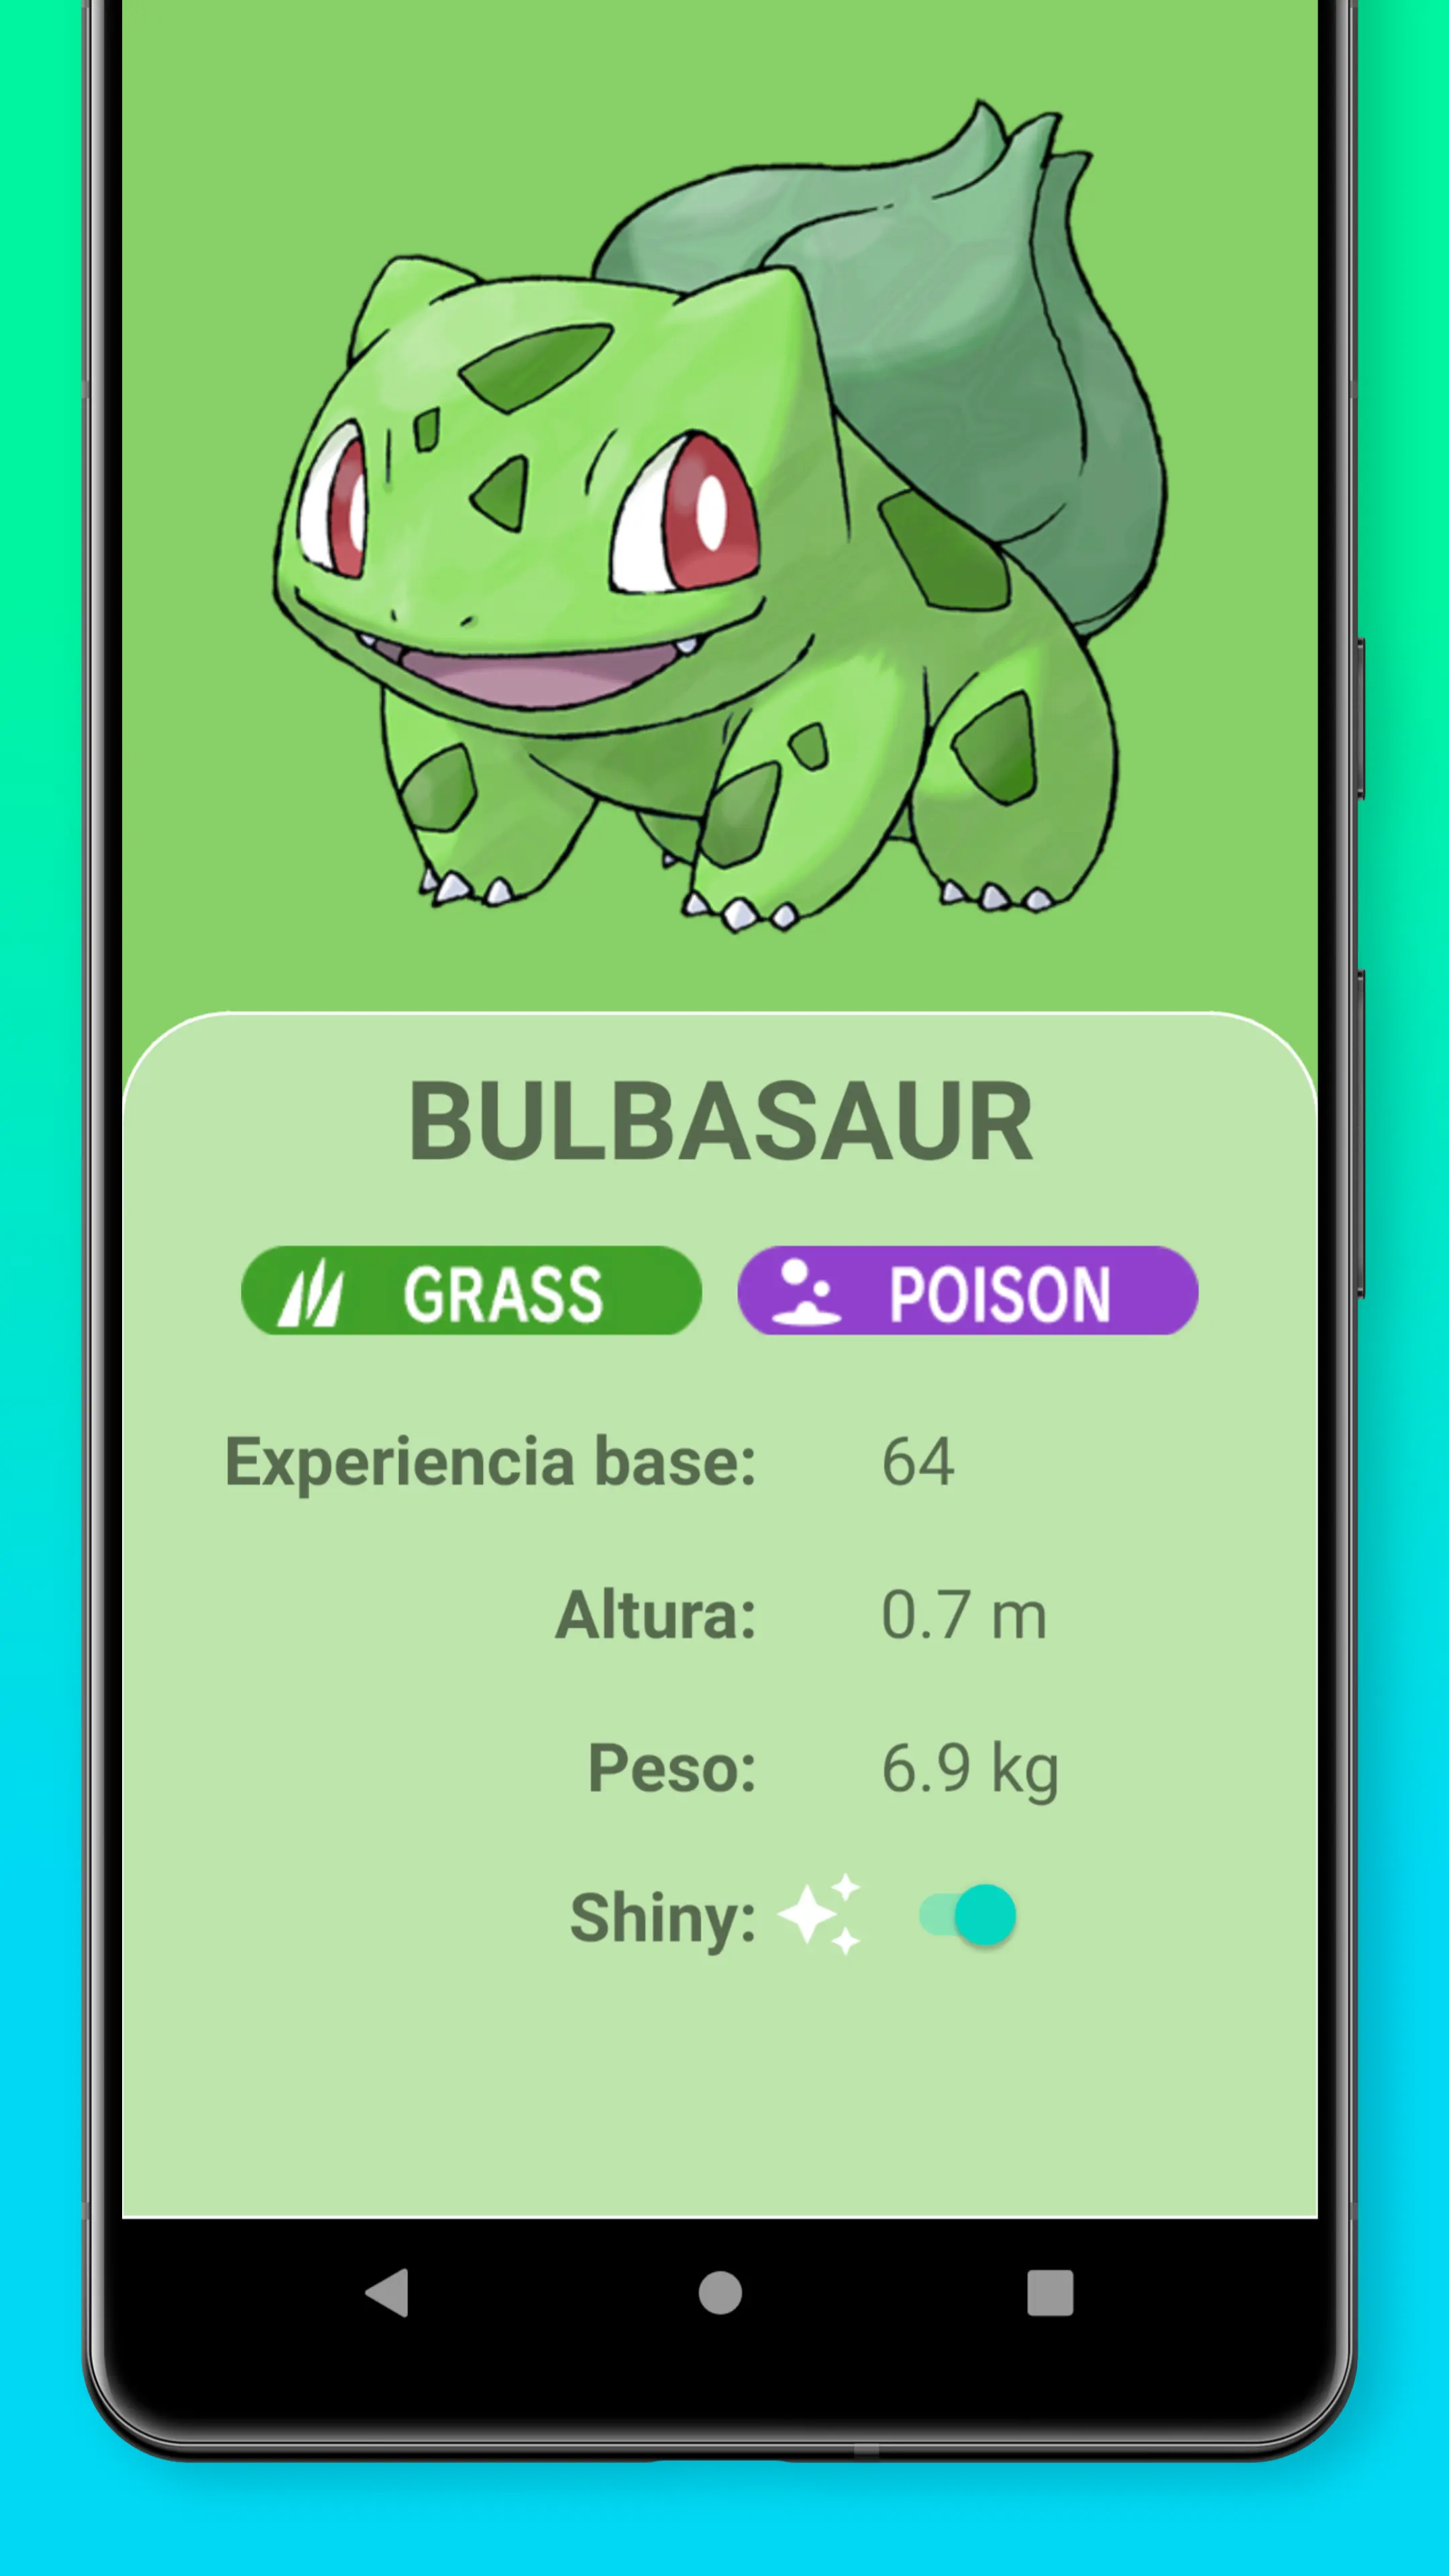 BULBASAUR
GRASS POISON
Experiencia base: 64
Altura: 0.7 m
Peso: 6.9 kg
Shiny: